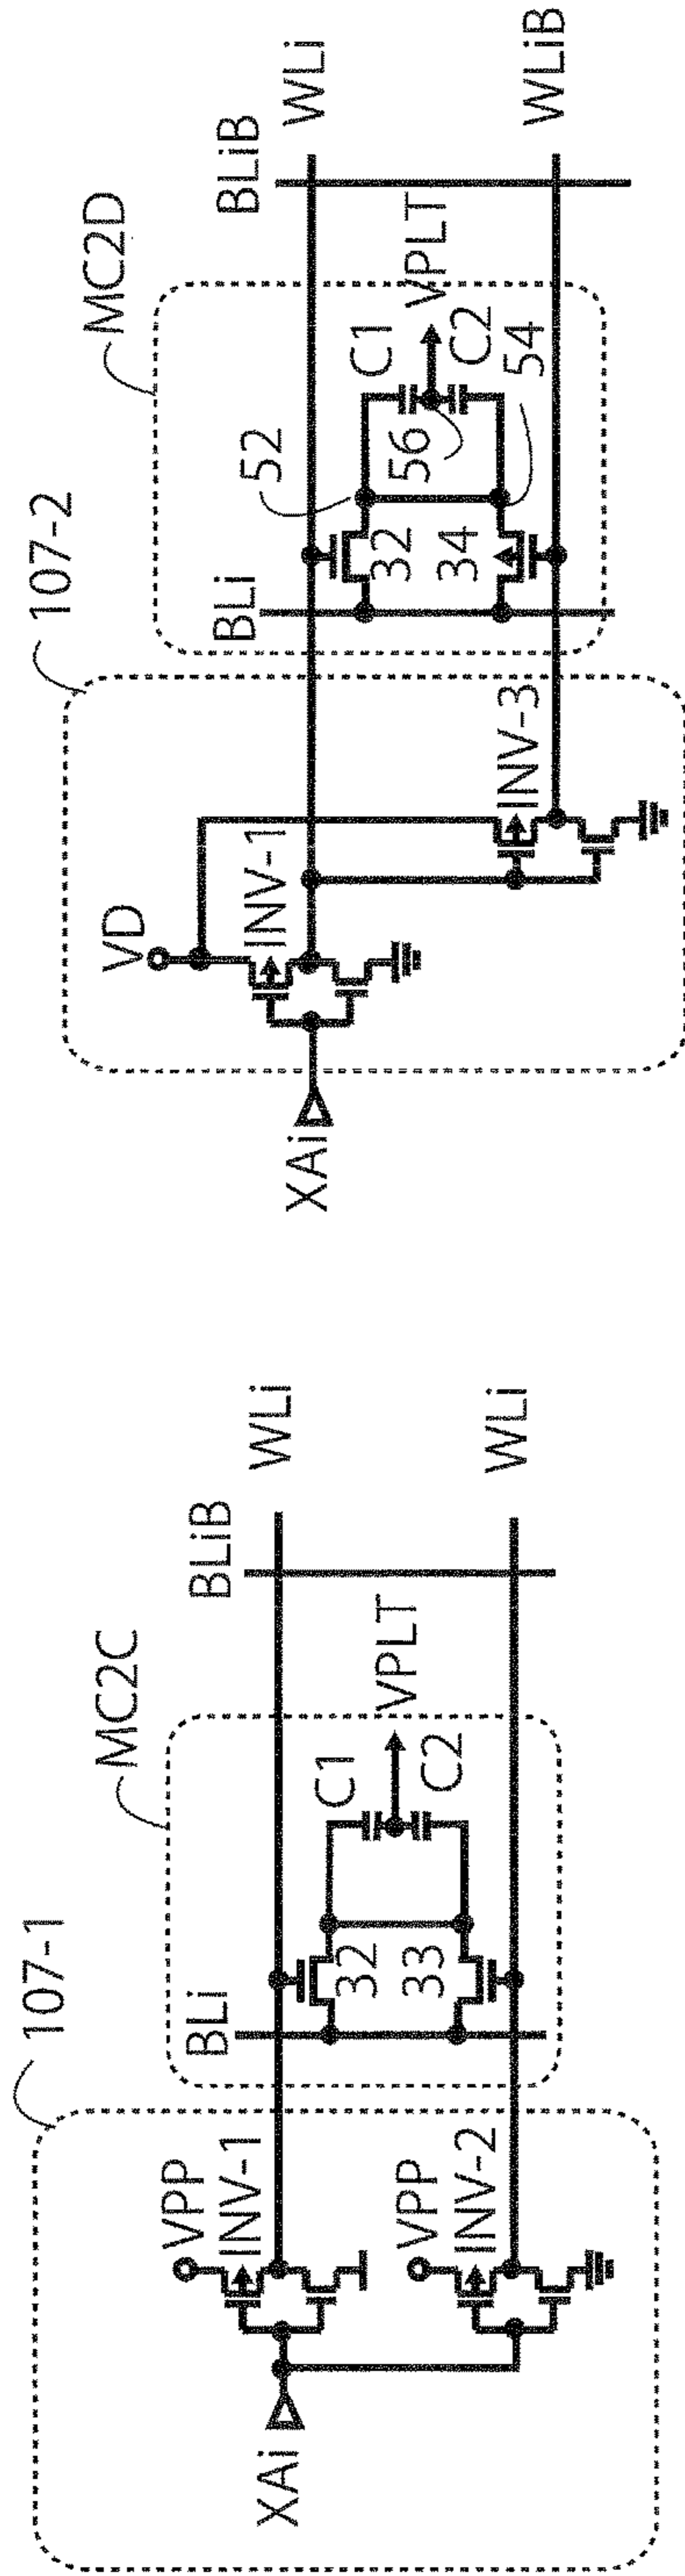 107-1
MC2C
BLiB
BLi
WLi
VPP
INV-1
XAi
32
33
C1
C2
VPLT
VPP
INV-2
WLi
107-2
MC2D
BLiB
BLi
WLi
VD
INV-1
XAi
52
32
34
C1
56
C2
VPLT
54
INV-3
WLiB